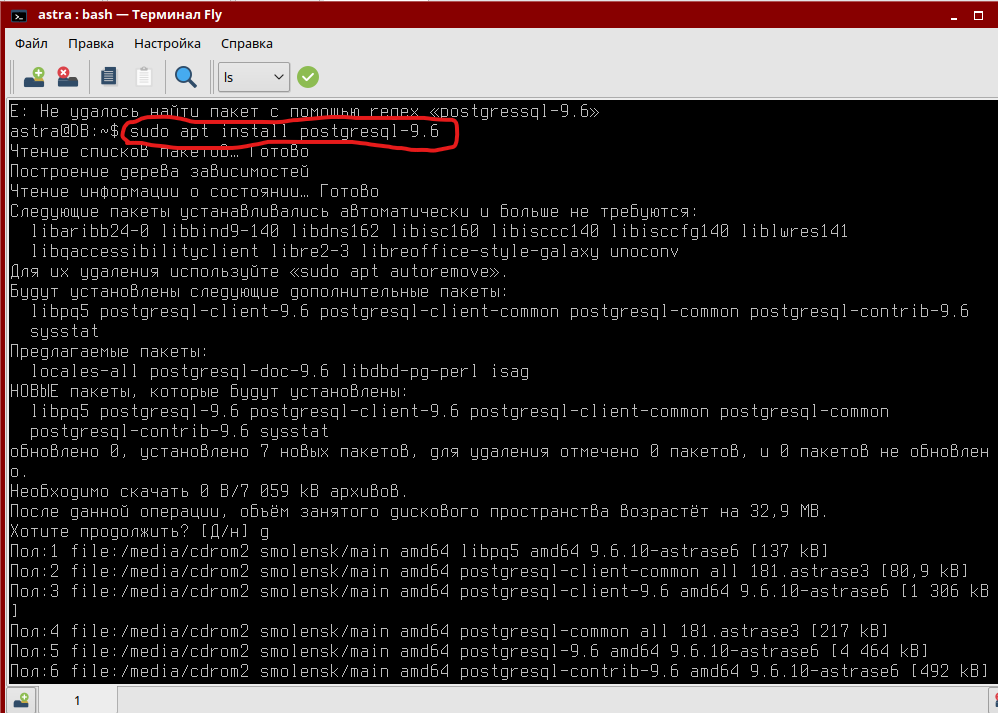 astra : bash — Терминал Fly
Файл Правка Настройка Справка
ls
E: Не удалось найти пакет с помощью regex «postgressql-9.6»
astra@DB:~$ sudo apt install postgresql-9.6
Чтение списков пакетов… Готово
Построение дерева зависимостей
Чтение информации о состоянии… Готово
Следующие пакеты устанавливались автоматически и больше не требуются:
libaribb24-0 libbind9-140 libdns162 libisc160 libisccc140 libisccfg140 liblwres141
libqaccessibilityclient libre2-3 libreoffice-style-galaxy unoconv
Для их удаления используйте «sudo apt autoremove».
Будут установлены следующие дополнительные пакеты:
libpq5 postgresql-client-9.6 postgresql-client-common postgresql-common postgresql-contrib-9.6
sysstat
Предлагаемые пакеты:
locales-all postgresql-doc-9.6 libdbd-pg-perl isag
НОВЫЕ пакеты, которые будут установлены:
libpq5 postgresql-9.6 postgresql-client-9.6 postgresql-client-common postgresql-common
postgresql-contrib-9.6 sysstat
обновлено 0, установлено 7 новых пакетов, для удаления отмечено 0 пакетов, и 0 пакетов не обновлен
о.
Необходимо скачать 0 B/7 059 kB архивов.
После данной операции, объём занятого дискового пространства возрастёт на 32,9 MB.
Хотите продолжить? [Д/н] д
Пол:1 file:/media/cdrom2 smolensk/main amd64 libpq5 amd64 9.6.10-astrase6 [137 kB]
Пол:2 file:/media/cdrom2 smolensk/main amd64 postgresql-client-common all 181.astrase3 [80,9 kB]
Пол:3 file:/media/cdrom2 smolensk/main amd64 postgresql-client-9.6 amd64 9.6.10-astrase6 [1 306 kB
]
Пол:4 file:/media/cdrom2 smolensk/main amd64 postgresql-common all 181.astrase3 [217 kB]
Пол:5 file:/media/cdrom2 smolensk/main amd64 postgresql-9.6 amd64 9.6.10-astrase6 [4 464 kB]
Пол:6 file:/media/cdrom2 smolensk/main amd64 postgresql-contrib-9.6 amd64 9.6.10-astrase6 [492 kB]
1